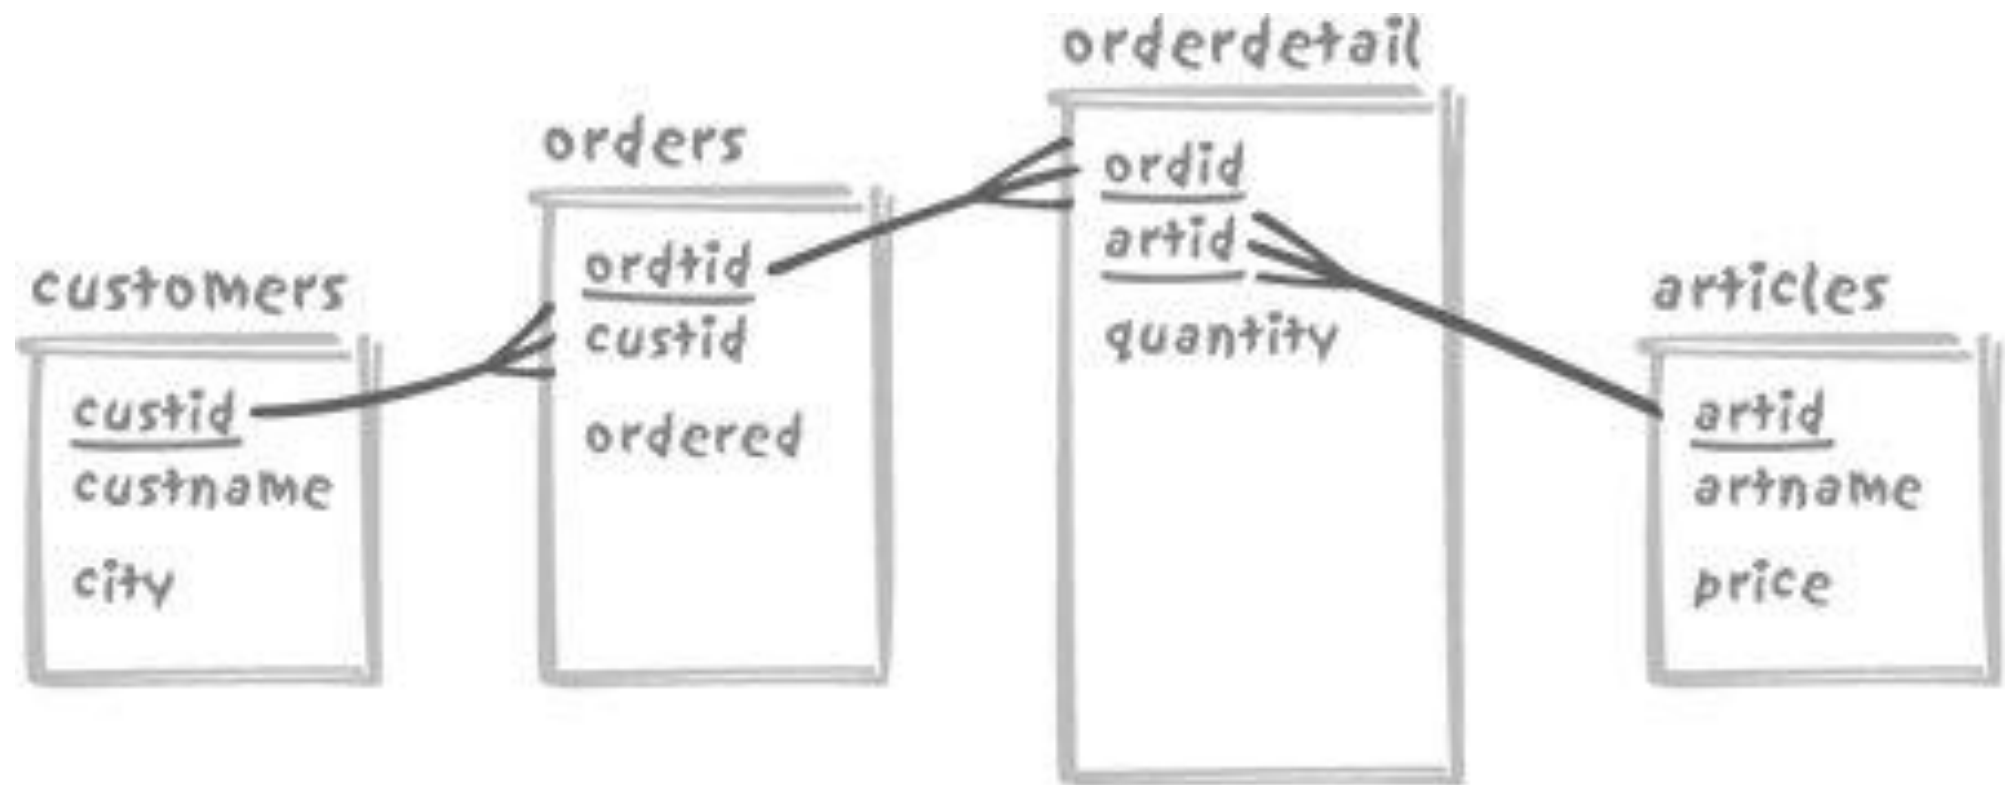 customers
custid
custname
city
orders
ordtid
custid
ordered
orderdetail
ordid
artid
quantity
articles
artid
artname
price